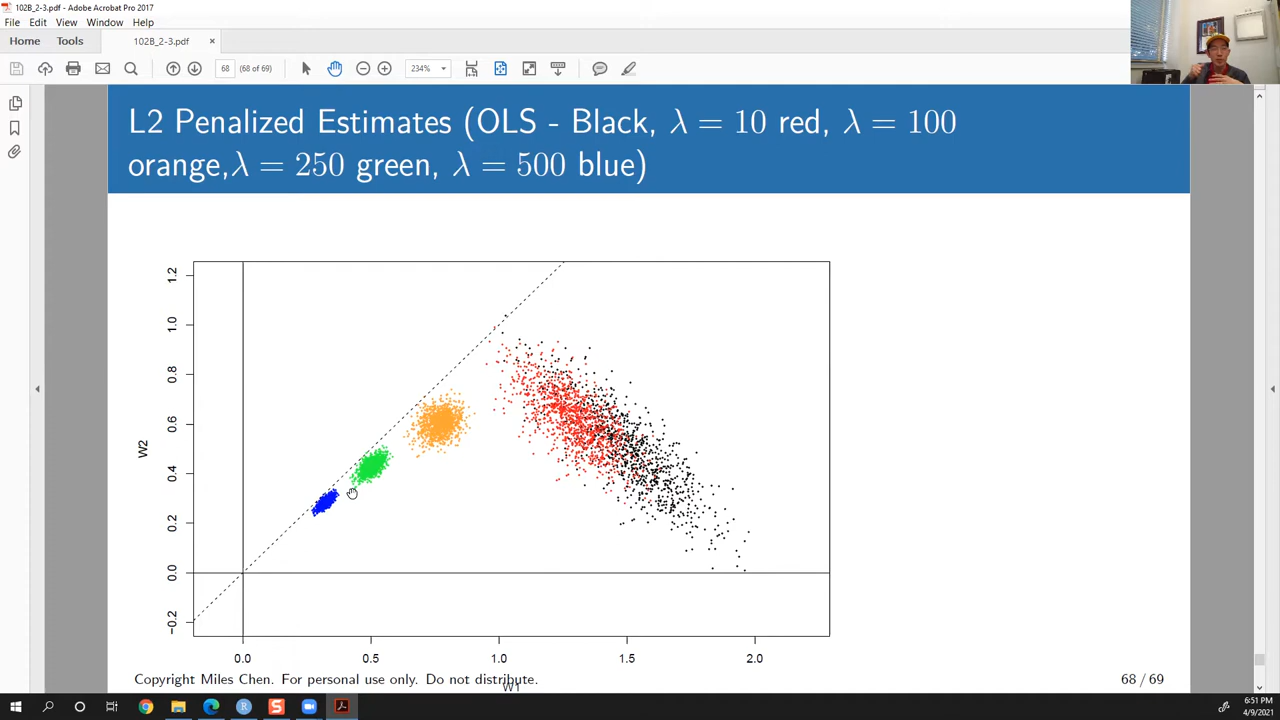 102B_2-3.pdf - Adobe Acrobat Pro 2017
File Edit View Window Help
Home Tools 102B_2-3.pdf ×
68 (68 of 69) 234%
L2 Penalized Estimates (OLS - Black, λ = 10 red, λ = 100
orange,λ = 250 green, λ = 500 blue)
W2
1.2
1.0
0.8
0.6
0.4
0.2
0.0
−0.2
0.0 0.5 1.0 1.5 2.0
W1
Copyright Miles Chen. For personal use only. Do not distribute. 68 / 69
6:51 PM
4/9/2021